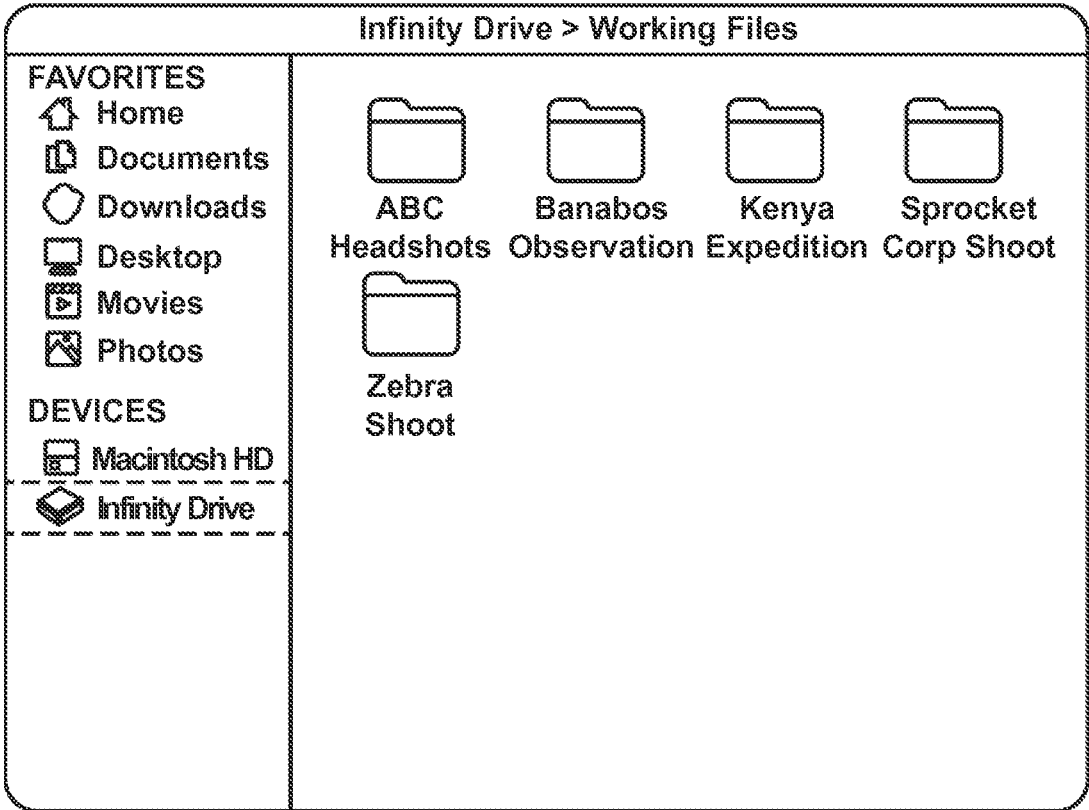 Infinity Drive > Working Files
FAVORITES
Home
Documents
Downloads
Desktop
Movies
Photos
DEVICES
Macintosh HD
Infinity Drive
ABC
Headshots
Banabos
Observation
Kenya
Expedition
Sprocket
Corp Shoot
Zebra
Shoot